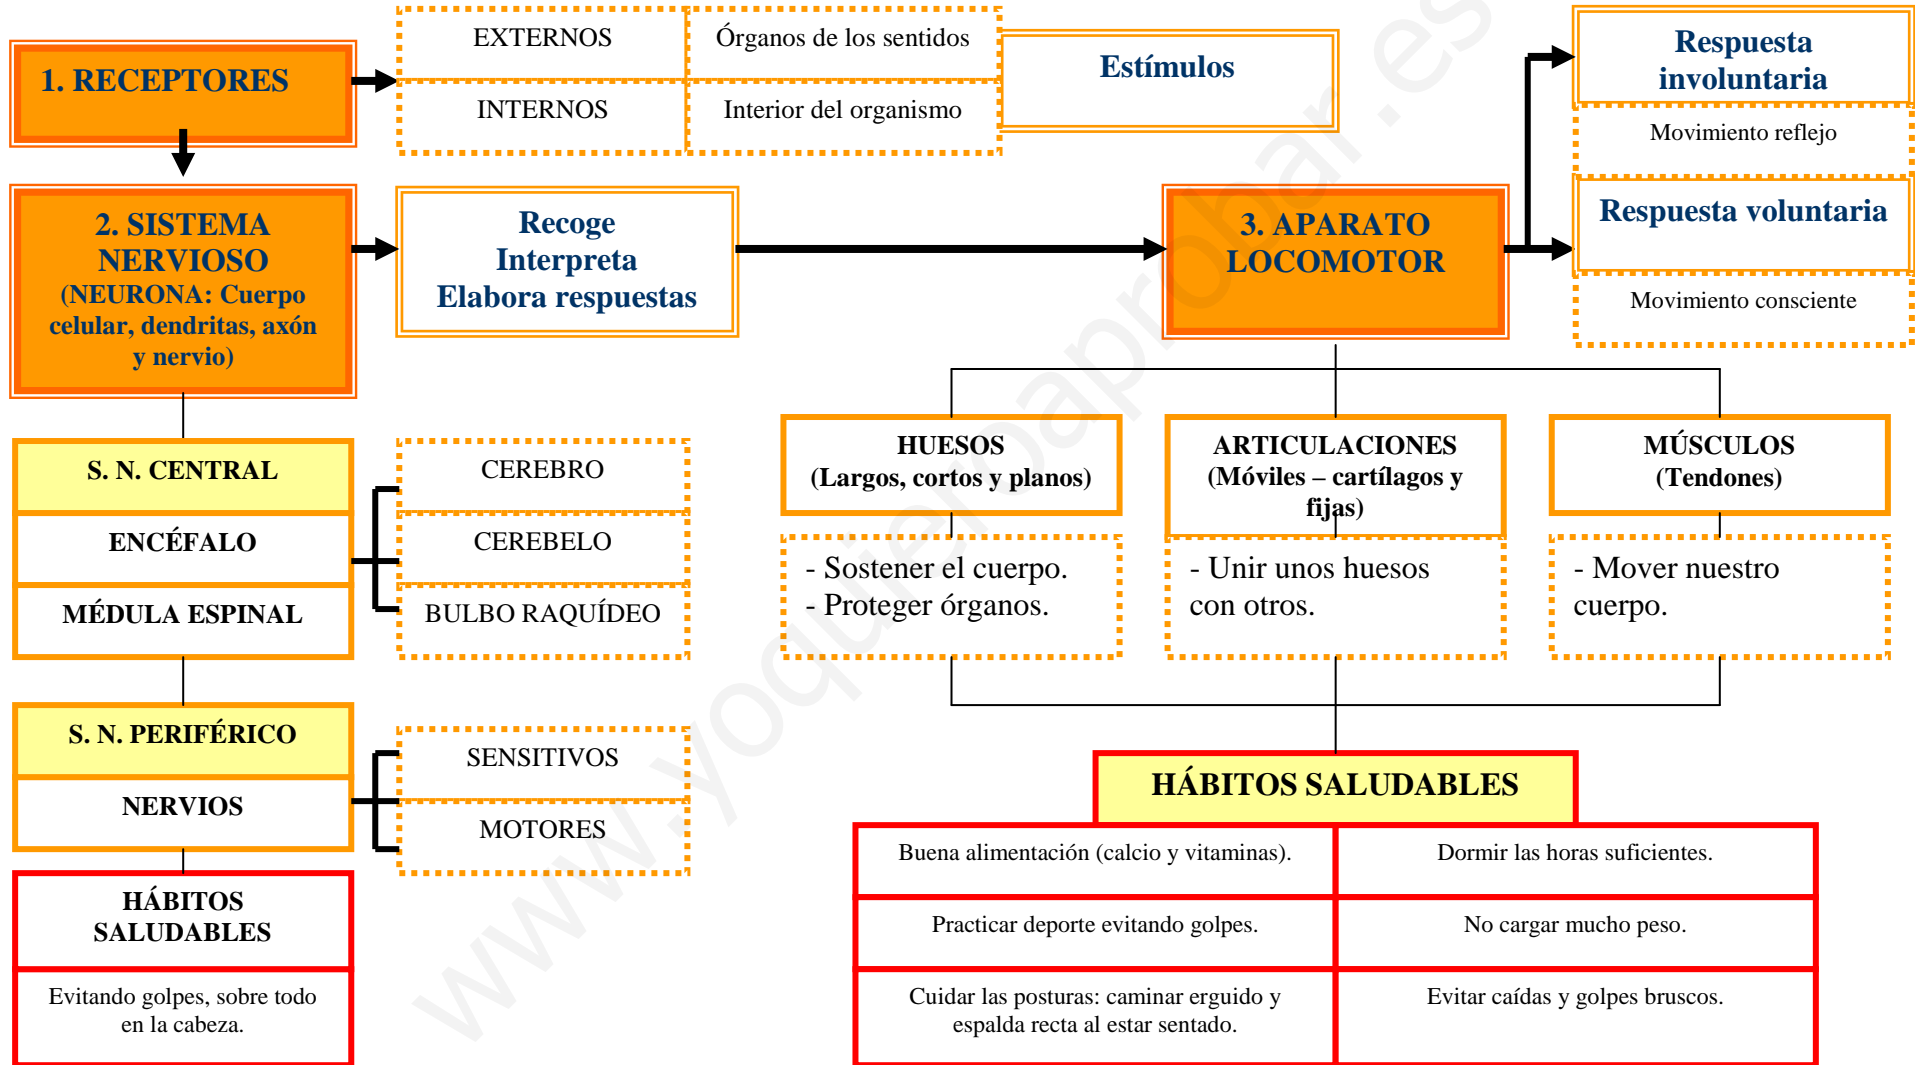 1. RECEPTORES
EXTERNOS
Órganos de los sentidos
INTERNOS
Interior del organismo
Estímulos
Respuesta
involuntaria
Movimiento reflejo
Respuesta voluntaria
Movimiento consciente
2. SISTEMA
NERVIOSO
(NEURONA: Cuerpo
celular, dendritas, axón
y nervio)
Recoge
Interpreta
Elabora respuestas
3. APARATO
LOCOMOTOR
S. N. CENTRAL
ENCÉFALO
MÉDULA ESPINAL
CEREBRO
CEREBELO
BULBO RAQUÍDEO
HUESOS
(Largos, cortos y planos)
- Sostener el cuerpo.
- Proteger órganos.
ARTICULACIONES
(Móviles – cartílagos y
fijas)
- Unir unos huesos
con otros.
MÚSCULOS
(Tendones)
- Mover nuestro
cuerpo.
S. N. PERIFÉRICO
NERVIOS
SENSITIVOS
MOTORES
HÁBITOS
SALUDABLES
Evitando golpes, sobre todo
en la cabeza.
HÁBITOS SALUDABLES
Buena alimentación (calcio y vitaminas).
Dormir las horas suficientes.
Practicar deporte evitando golpes.
No cargar mucho peso.
Cuidar las posturas: caminar erguido y
espalda recta al estar sentado.
Evitar caídas y golpes bruscos.
www.yoquieroaprobar.es